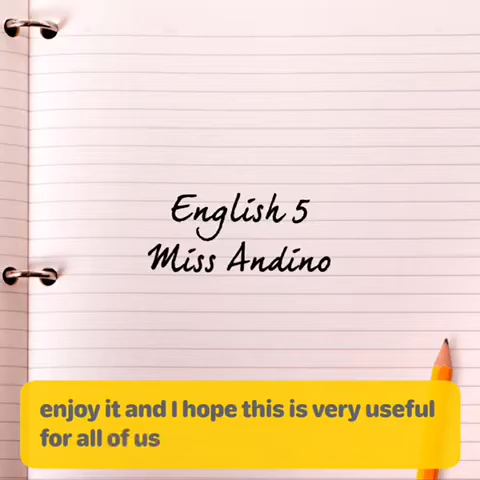 English 5
Miss Andino
enjoy it and I hope this is very useful
for all of us